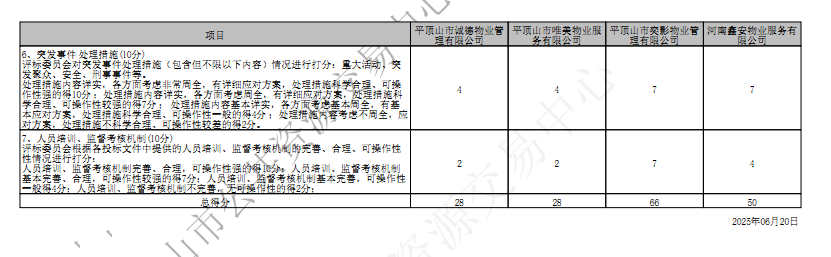 项目 平顶山市诚德物业管理有限公司 平顶山市唯美物业服务有限公司 平顶山市奕影物业管理有限公司 河南鑫安物业服务有限公司
6、突发事件 处理措施(10分)
评标委员会对突发事件处理措施（包含但不限以下内容）情况进行打分：重大活动、突
发聚众、安全、刑事事件等。
处理措施内容详实，各方面考虑非常周全，有详细应对方案，处理措施科学合理、可操
作性强的得10分；处理措施内容详实，各方面考虑周全，有详细应对方案，处理措施科
学合理、可操作性较强的得7分；处理措施内容基本详实，各方面考虑基本周全，有基
本应对方案，处理措施科学合理、可操作性一般的得4分；处理措施内容考虑不周全，应
对方案，处理措施不科学合理、可操作性较差的得2分。
4 4 7 7
7、人员培训、监督考核机制(10分)
评标委员会根据各投标文件中提供的人员培训、监督考核机制的完善、合理、可操作性
性情况进行打分：
人员培训、监督考核机制完善、合理，可操作性强的得10分；人员培训、监督考核机制
基本完善、合理，可操作性较强的得7分；人员培训、监督考核机制基本完善，可操作性
一般得4分；人员培训、监督考核机制不完善，无可操作性的得2分；
2 2 7 4
总得分 28 28 66 50
2025年06月20日
山市公共资源交易中心
资源交易中心